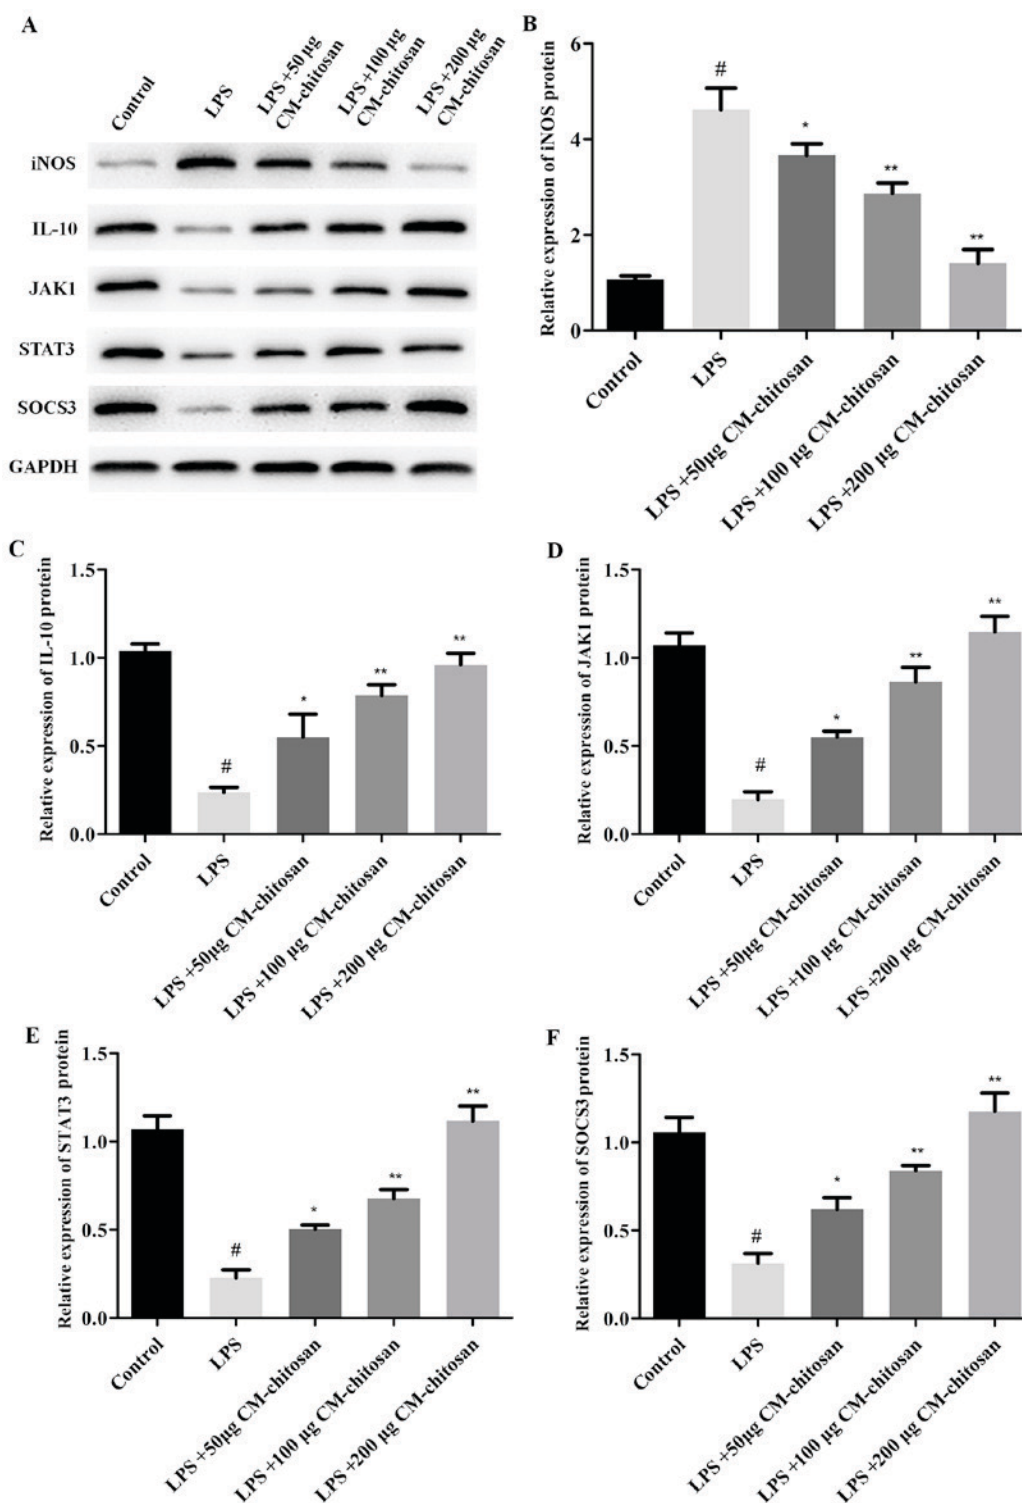 A
Control
LPS
LPS +50 μg
CM-chitosan
LPS +100 μg
CM-chitosan
LPS +200 μg
CM-chitosan
iNOS
IL-10
JAK1
STAT3
SOCS3
GAPDH
B
Relative expression of iNOS protein
6
4
2
0
#
*
**
**
Control
LPS
LPS +50μg CM-chitosan
LPS +100 μg CM-chitosan
LPS +200 μg CM-chitosan
C
Relative expression of IL-10 protein
1.5
1.0
0.5
0.0
#
*
**
**
Control
LPS
LPS +50μg CM-chitosan
LPS +100 μg CM-chitosan
LPS +200 μg CM-chitosan
D
Relative expression of JAK1 protein
1.5
1.0
0.5
0.0
#
*
**
**
Control
LPS
LPS +50μg CM-chitosan
LPS +100 μg CM-chitosan
LPS +200 μg CM-chitosan
E
Relative expression of STAT3 protein
1.5
1.0
0.5
0.0
#
*
**
**
Control
LPS
LPS +50μg CM-chitosan
LPS +100 μg CM-chitosan
LPS +200 μg CM-chitosan
F
Relative expression of SOCS3 protein
1.5
1.0
0.5
0.0
#
*
**
**
Control
LPS
LPS +50μg CM-chitosan
LPS +100 μg CM-chitosan
LPS +200 μg CM-chitosan